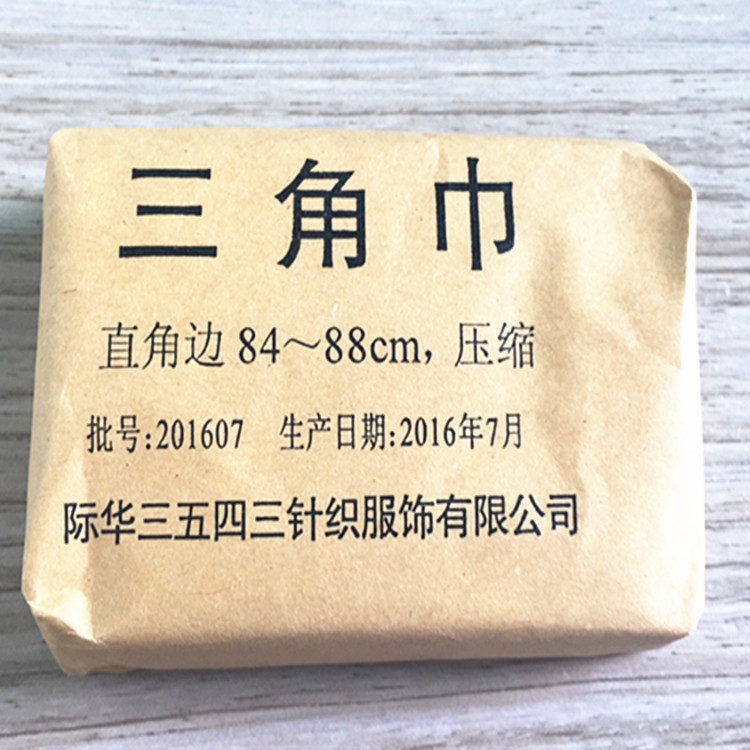 三角巾
直角边 84～88cm，压缩
批号:201607 生产日期:2016年7月
际华三五四三针织服饰有限公司